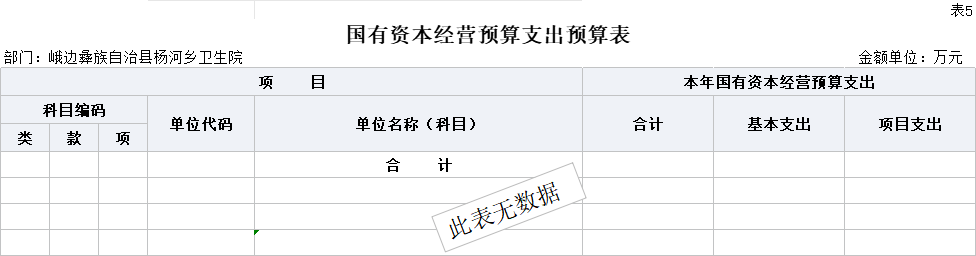 表5
国有资本经营预算支出预算表
部门：峨边彝族自治县杨河乡卫生院 金额单位：万元
项 目 本年国有资本经营预算支出
科目编码 单位代码 单位名称（科目） 合计 基本支出 项目支出
类 款 项
合 计
此表无数据